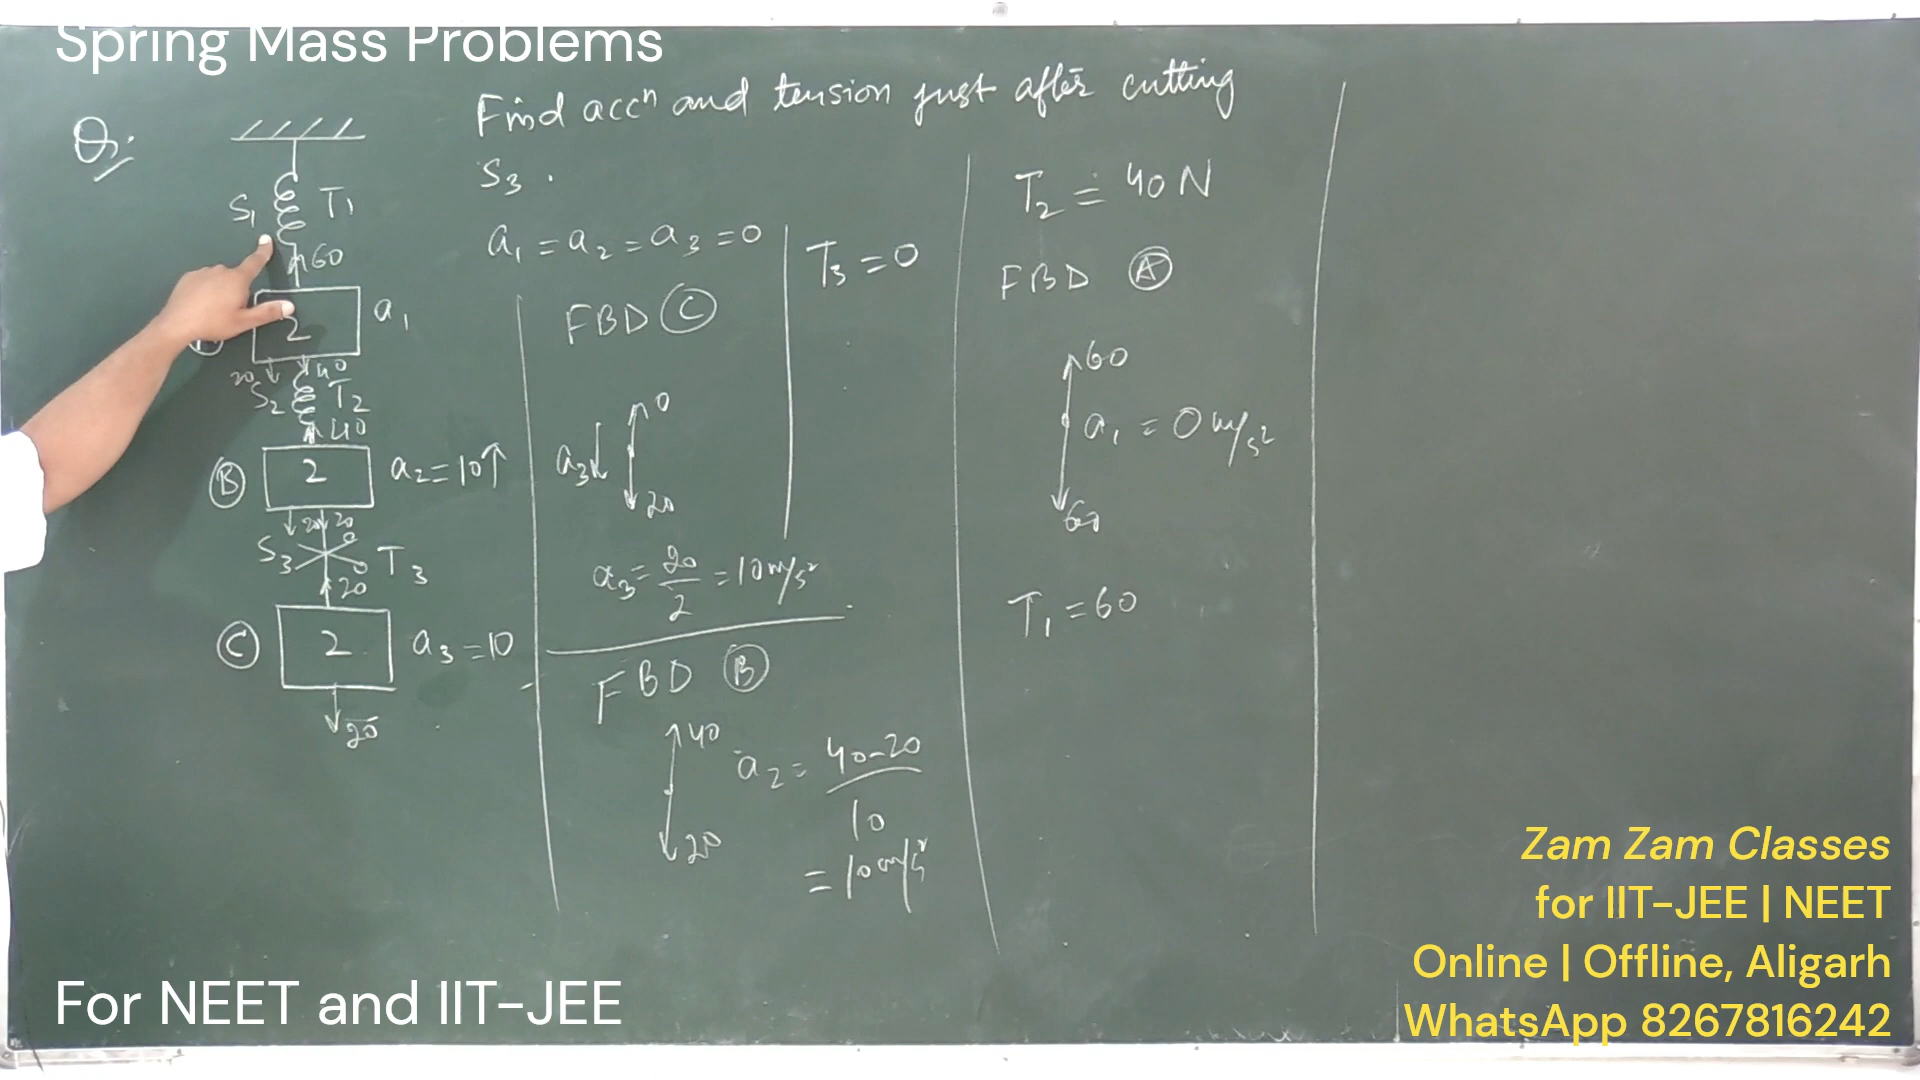 Spring Mass Problems
Find accⁿ and tension just after cutting
S₃ .
Q.
S₁ T₁
60
2 a₁
20 40
S₂ T₂
40
B 2 a₂=10↑
20 20
S₃ T₃
20
C 2 a₃=10
20
a₁ = a₂ = a₃ = 0
FBD C
0
a₃↓
20
a₃ = 20/2 = 10 m/s²
FBD B
40
20
a₂ = 40-20/10
= 10 m/s²
T₃ = 0
T₂ = 40 N
FBD A
60
a₁ = 0 m/s²
60
T₁ = 60
Zam Zam Classes
for IIT-JEE | NEET
Online | Offline, Aligarh
WhatsApp 8267816242
For NEET and IIT-JEE